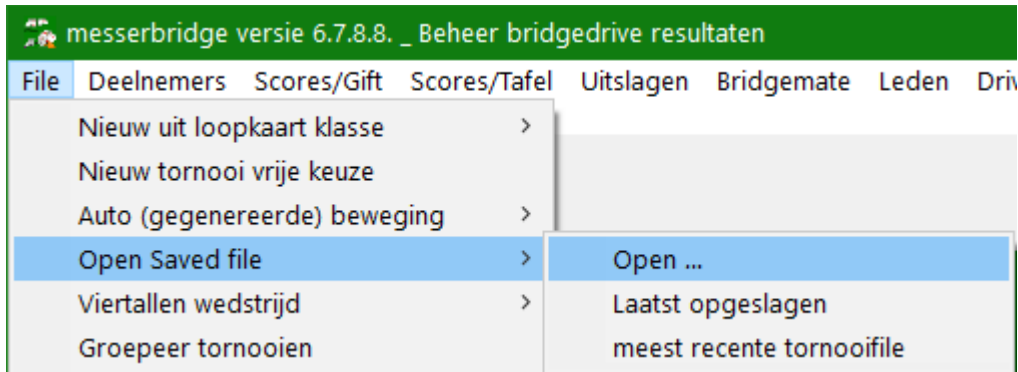 messerbridge versie 6.7.8.8. _ Beheer bridgedrive resultaten
File Deelnemers Scores/Gift Scores/Tafel Uitslagen Bridgemate Leden
Nieuw uit loopkaart klasse
Nieuw tornooi vrije keuze
Auto (gegenereerde) beweging
Open Saved file
Open ...
Viertallen wedstrijd
Laatst opgeslagen
Groepeer tornooien
meest recente tornooifile